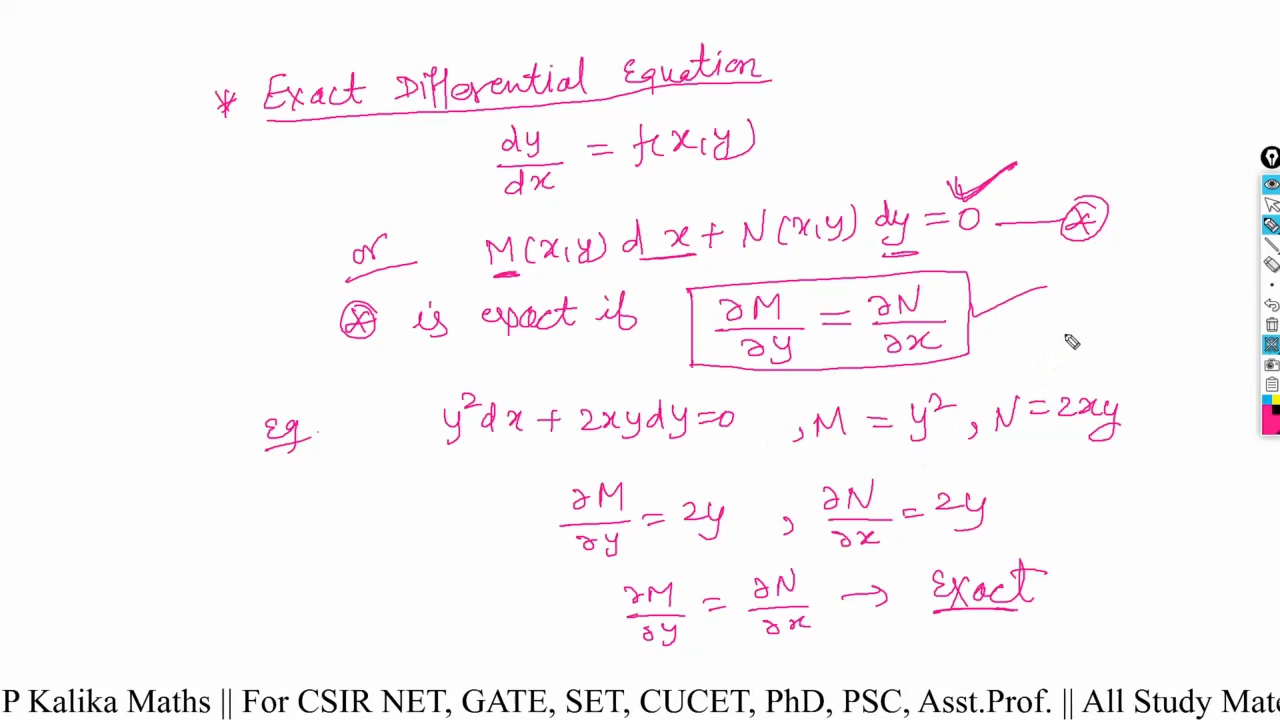 * Exact Differential Equation
dy/dx = f(x,y)
or M(x,y) dx + N(x,y) dy = 0 — (*)
(*) is exact if ∂M/∂y = ∂N/∂x
Eg. y²dx + 2xydy=0 , M = y², N = 2xy
∂M/∂y = 2y , ∂N/∂x = 2y
∂M/∂y = ∂N/∂x → Exact
P Kalika Maths || For CSIR NET, GATE, SET, CUCET, PhD, PSC, Asst.Prof. || All Study Mate